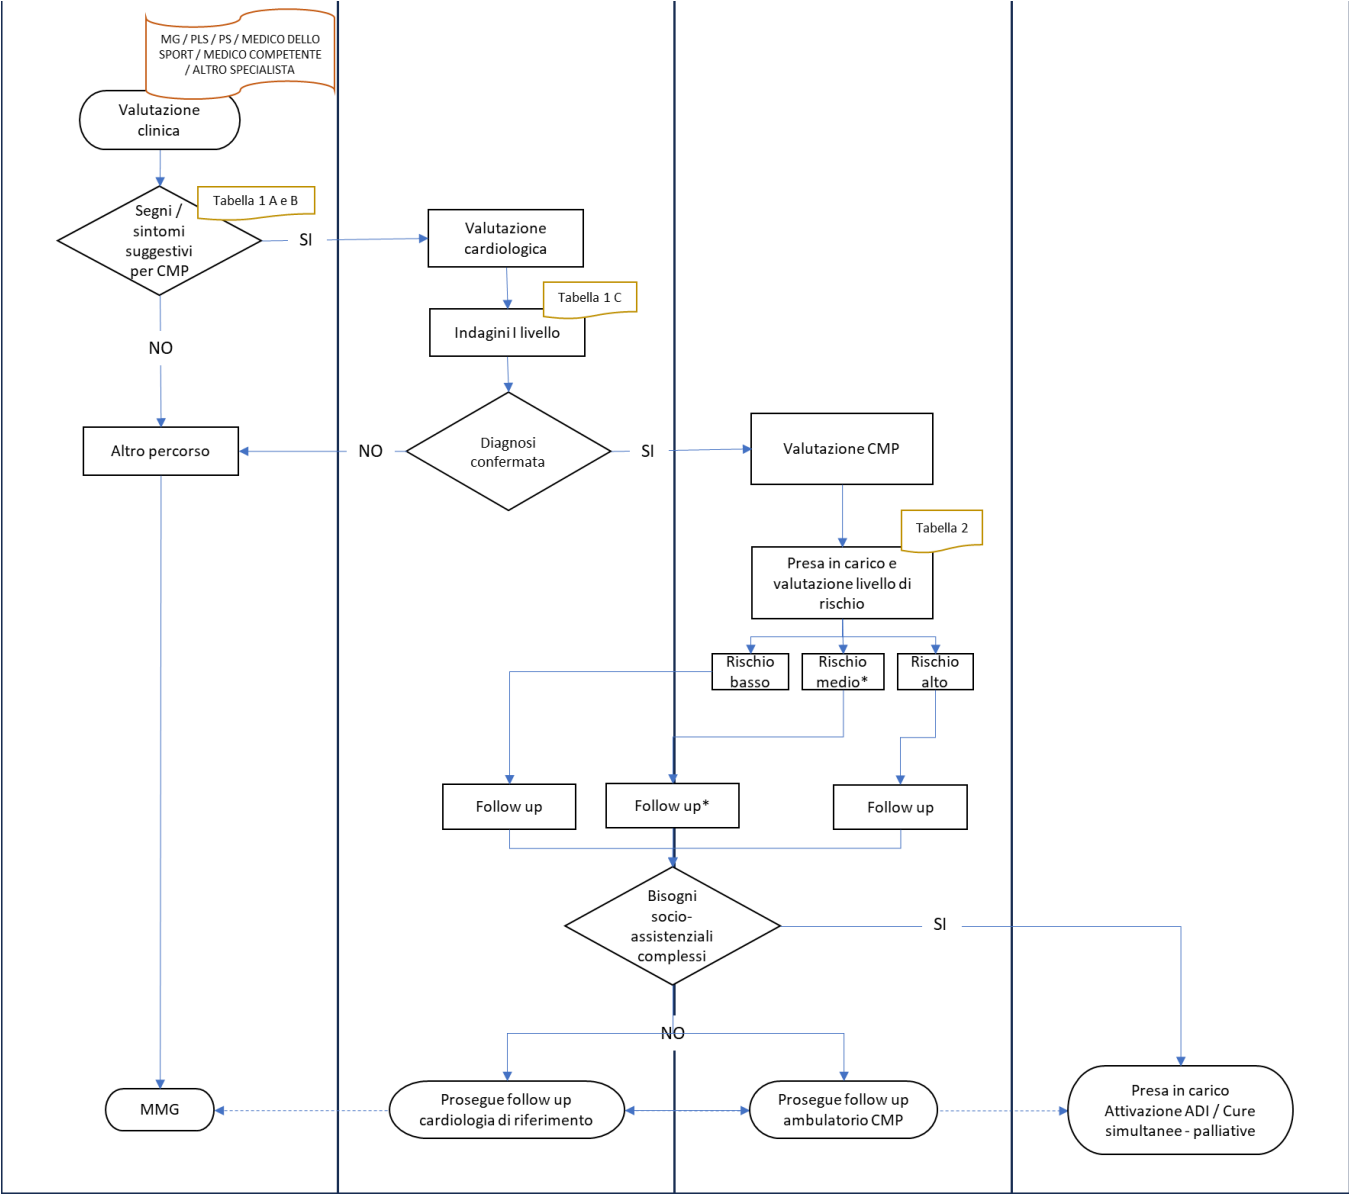 MG / PLS / PS / MEDICO DELLO
SPORT / MEDICO COMPETENTE
/ ALTRO SPECIALISTA
Valutazione
clinica
Tabella 1 A e B
Segni /
sintomi
suggestivi
per CMP
SI
Valutazione
cardiologica
Tabella 1 C
Indagini I livello
NO
Altro percorso
NO
Diagnosi
confermata
SI
Valutazione CMP
Tabella 2
Presa in carico e
valutazione livello di
rischio
Rischio
basso
Rischio
medio*
Rischio
alto
Follow up
Follow up*
Follow up
Bisogni
socio-
assistenziali
complessi
SI
NO
MMG
Prosegue follow up
cardiologia di riferimento
Prosegue follow up
ambulatorio CMP
Presa in carico
Attivazione ADI / Cure
simultanee - palliative